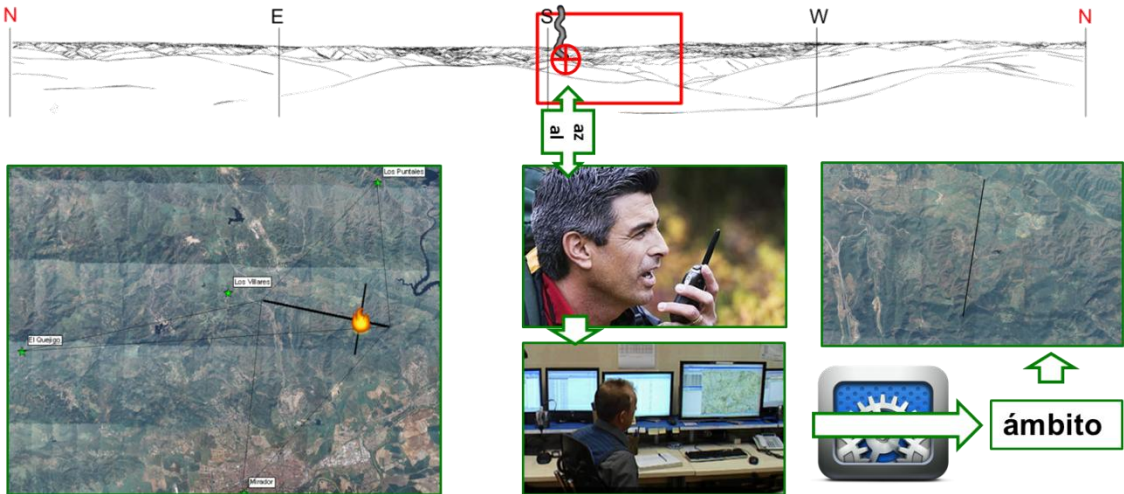 N
E
S
W
N
az
al
Los Puntales
Los Villares
El Quejigo
Mirador
ámbito